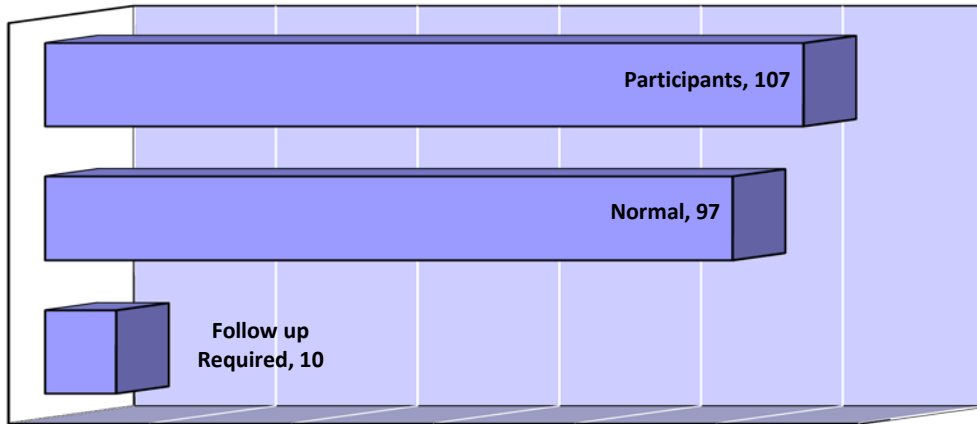 Participants, 107
Normal, 97
Follow up
Required, 10